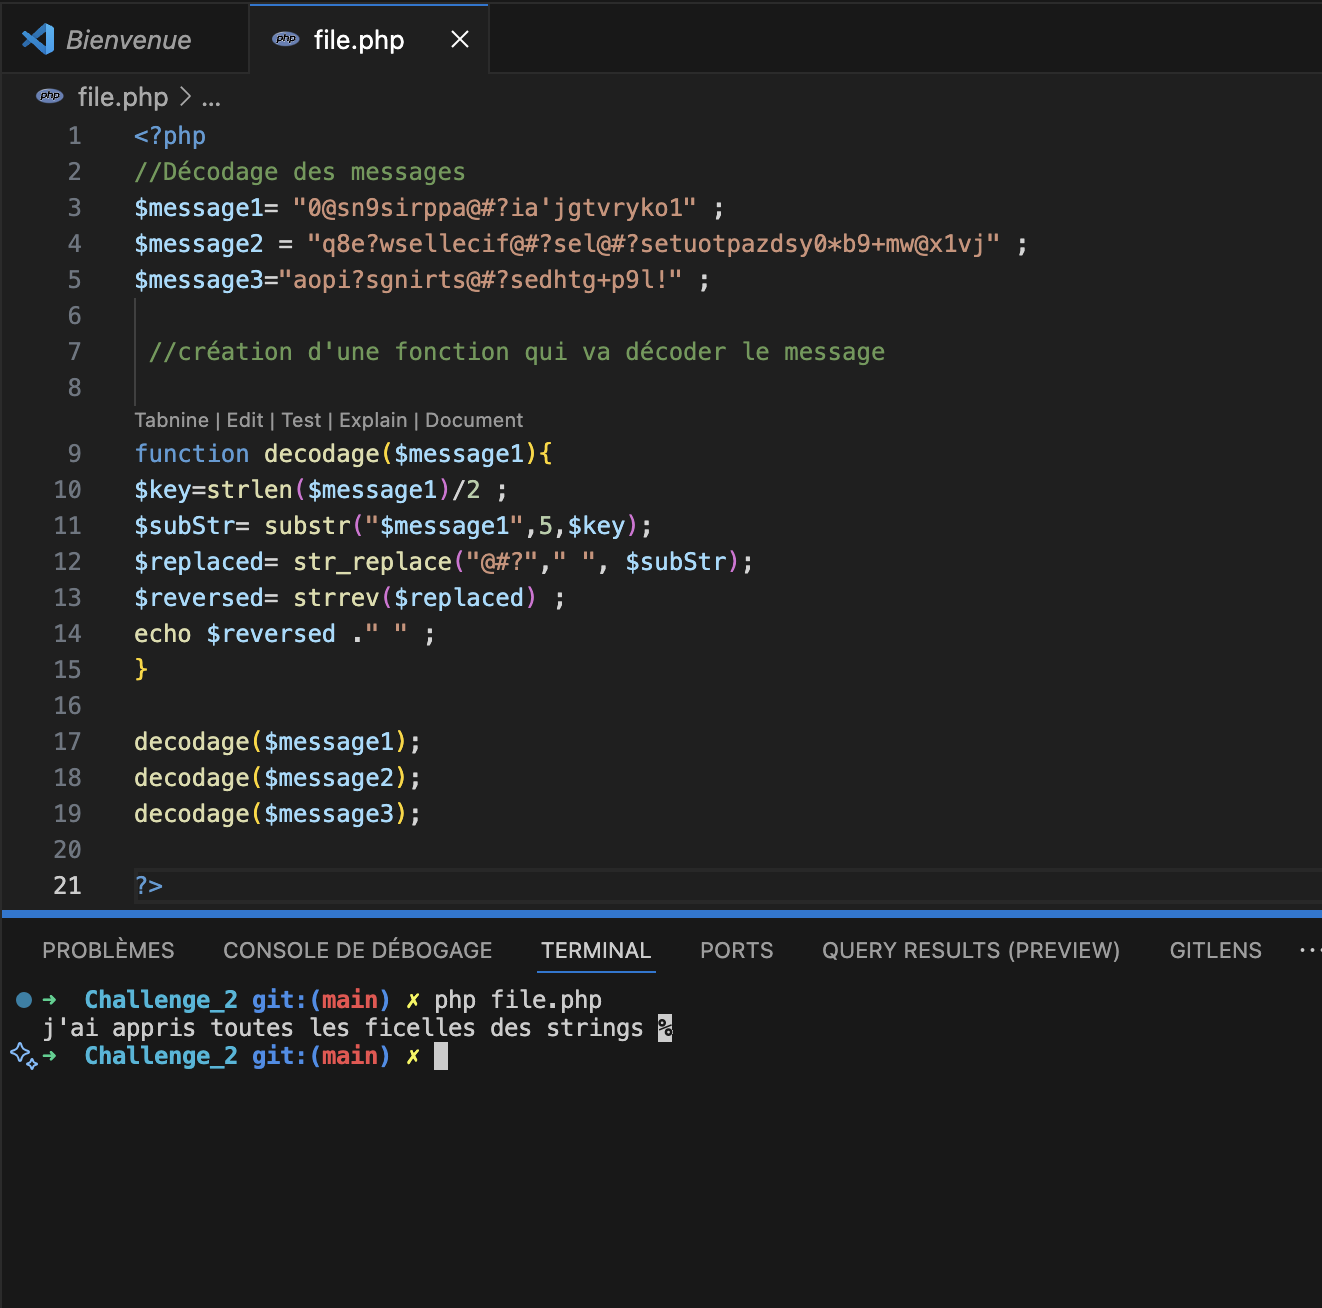 Bienvenue
php file.php ×
php file.php > ...
1 <?php
2 //Décodage des messages
3 $message1= "0@sn9sirppa@#?ia'jgtvryko1" ;
4 $message2 = "q8e?wsellecif@#?sel@#?setuotpazdsy0*b9+mw@x1vj" ;
5 $message3="aopi?sgnirts@#?sedhtg+p9l!" ;
6
7 //création d'une fonction qui va décoder le message
8
Tabnine | Edit | Test | Explain | Document
9 function decodage($message1){
10 $key=strlen($message1)/2 ;
11 $subStr= substr("$message1",5,$key);
12 $replaced= str_replace("@#?"," ", $subStr);
13 $reversed= strrev($replaced) ;
14 echo $reversed ." " ;
15 }
16
17 decodage($message1);
18 decodage($message2);
19 decodage($message3);
20
21 ?>
PROBLÈMES CONSOLE DE DÉBOGAGE TERMINAL PORTS QUERY RESULTS (PREVIEW) GITLENS ...
➜ Challenge_2 git:(main) ✗ php file.php
j'ai appris toutes les ficelles des strings %
➜ Challenge_2 git:(main) ✗